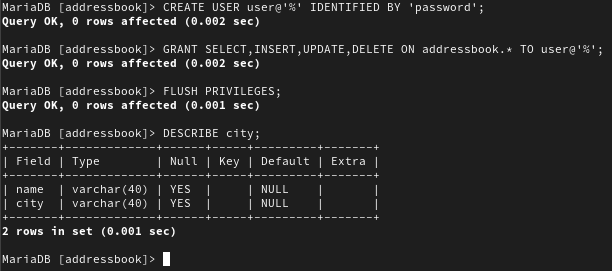 MariaDB [addressbook]> CREATE USER user@'%' IDENTIFIED BY 'password';
Query OK, 0 rows affected (0.002 sec)
MariaDB [addressbook]> GRANT SELECT,INSERT,UPDATE,DELETE ON addressbook.* TO user@'%';
Query OK, 0 rows affected (0.002 sec)
MariaDB [addressbook]> FLUSH PRIVILEGES;
Query OK, 0 rows affected (0.001 sec)
MariaDB [addressbook]> DESCRIBE city;
+-------+-------------+------+-----+---------+-------+
| Field | Type        | Null | Key | Default | Extra |
+-------+-------------+------+-----+---------+-------+
| name  | varchar(40) | YES  |     | NULL    |       |
| city  | varchar(40) | YES  |     | NULL    |       |
+-------+-------------+------+-----+---------+-------+
2 rows in set (0.001 sec)
MariaDB [addressbook]>